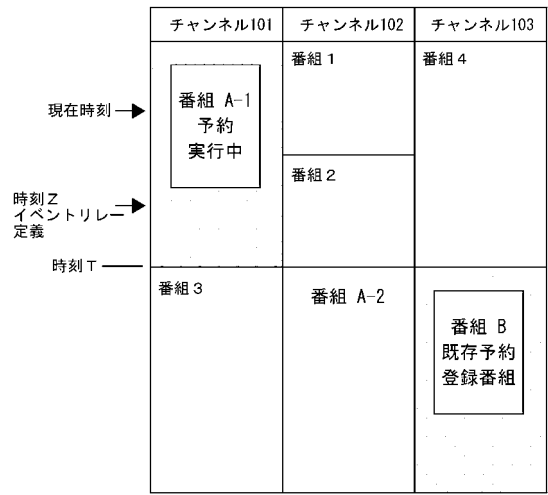 チャンネル101
チャンネル102
チャンネル103
番組1
番組4
現在時刻
番組 A-1
予約
実行中
番組2
時刻Z
イベントリレー
定義
時刻T
番組3
番組 A-2
番組 B
既存予約
登録番組